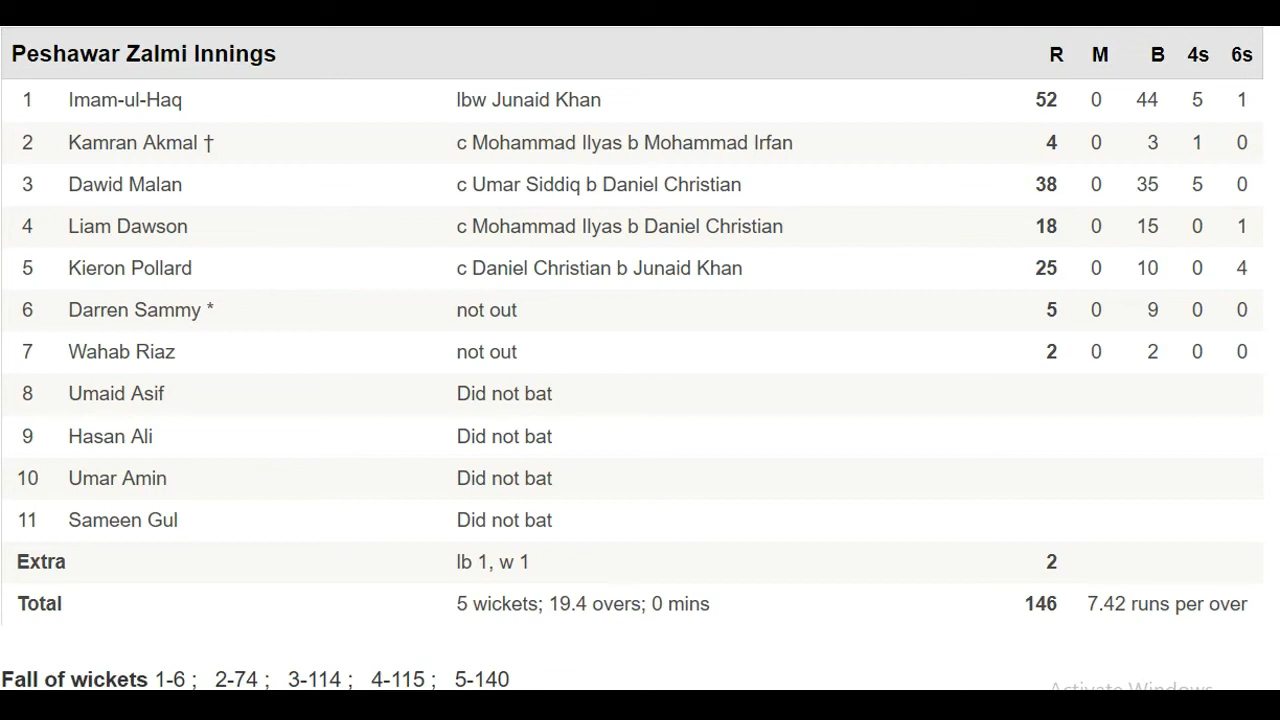 Peshawar Zalmi Innings R M B 4s 6s
1 Imam-ul-Haq lbw Junaid Khan 52 0 44 5 1
2 Kamran Akmal † c Mohammad Ilyas b Mohammad Irfan 4 0 3 1 0
3 Dawid Malan c Umar Siddiq b Daniel Christian 38 0 35 5 0
4 Liam Dawson c Mohammad Ilyas b Daniel Christian 18 0 15 0 1
5 Kieron Pollard c Daniel Christian b Junaid Khan 25 0 10 0 4
6 Darren Sammy * not out 5 0 9 0 0
7 Wahab Riaz not out 2 0 2 0 0
8 Umaid Asif Did not bat
9 Hasan Ali Did not bat
10 Umar Amin Did not bat
11 Sameen Gul Did not bat
Extra lb 1, w 1 2
Total 5 wickets; 19.4 overs; 0 mins 146 7.42 runs per over
Fall of wickets 1-6 ; 2-74 ; 3-114 ; 4-115 ; 5-140
Activate Windows